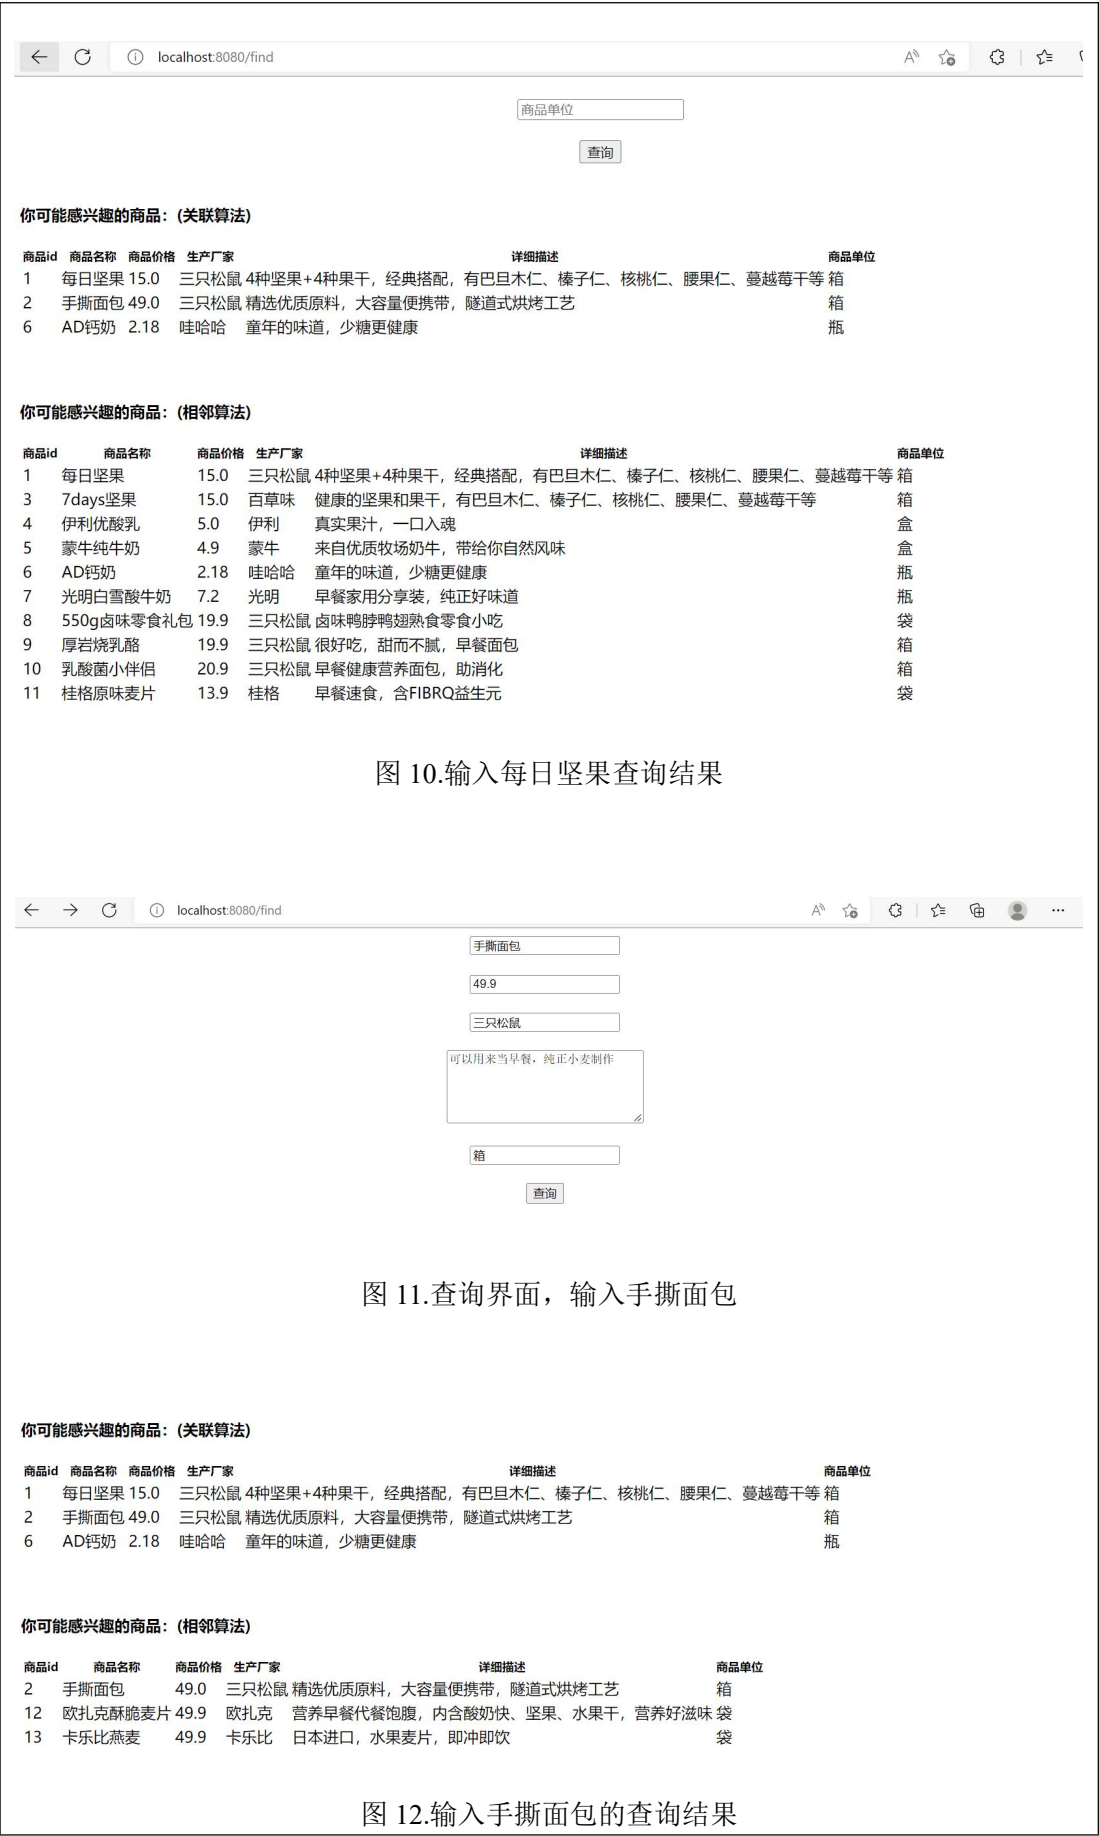 localhost:8080/find
商品单位
查询
你可能感兴趣的商品：(关联算法)
商品id 商品名称 商品价格 生产厂家 详细描述 商品单位
1 每日坚果 15.0 三只松鼠 4种坚果+4种果干，经典搭配，有巴旦木仁、榛子仁、核桃仁、腰果仁、蔓越莓干等 箱
2 手撕面包 49.0 三只松鼠 精选优质原料，大容量便携带，隧道式烘烤工艺 箱
6 AD钙奶 2.18 哇哈哈 童年的味道，少糖更健康 瓶
你可能感兴趣的商品：(相邻算法)
商品id 商品名称 商品价格 生产厂家 详细描述 商品单位
1 每日坚果 15.0 三只松鼠 4种坚果+4种果干，经典搭配，有巴旦木仁、榛子仁、核桃仁、腰果仁、蔓越莓干等 箱
3 7days坚果 15.0 百草味 健康的坚果和果干，有巴旦木仁、榛子仁、核桃仁、腰果仁、蔓越莓干等 箱
4 伊利优酸乳 5.0 伊利 真实果汁，一口入魂 盒
5 蒙牛纯牛奶 4.9 蒙牛 来自优质牧场奶牛，带给你自然风味 盒
6 AD钙奶 2.18 哇哈哈 童年的味道，少糖更健康 瓶
7 光明白雪酸牛奶 7.2 光明 早餐家用分享装，纯正好味道 瓶
8 550g卤味零食礼包 19.9 三只松鼠 卤味鸭脖鸭翅熟食零食小吃 袋
9 厚岩烧乳酪 19.9 三只松鼠 很好吃，甜而不腻，早餐面包 箱
10 乳酸菌小伴侣 20.9 三只松鼠 早餐健康营养面包，助消化 箱
11 桂格原味麦片 13.9 桂格 早餐速食，含FIBRQ益生元 袋
图 10.输入每日坚果查询结果
localhost:8080/find
手撕面包
49.9
三只松鼠
可以用来当早餐，纯正小麦制作
箱
查询
图 11.查询界面，输入手撕面包
你可能感兴趣的商品：(关联算法)
商品id 商品名称 商品价格 生产厂家 详细描述 商品单位
1 每日坚果 15.0 三只松鼠 4种坚果+4种果干，经典搭配，有巴旦木仁、榛子仁、核桃仁、腰果仁、蔓越莓干等 箱
2 手撕面包 49.0 三只松鼠 精选优质原料，大容量便携带，隧道式烘烤工艺 箱
6 AD钙奶 2.18 哇哈哈 童年的味道，少糖更健康 瓶
你可能感兴趣的商品：(相邻算法)
商品id 商品名称 商品价格 生产厂家 详细描述 商品单位
2 手撕面包 49.0 三只松鼠 精选优质原料，大容量便携带，隧道式烘烤工艺 箱
12 欧扎克酥脆麦片 49.9 欧扎克 营养早餐代餐饱腹，内含酸奶快、坚果、水果干，营养好滋味 袋
13 卡乐比燕麦 49.9 卡乐比 日本进口，水果麦片，即冲即饮 袋
图 12.输入手撕面包的查询结果